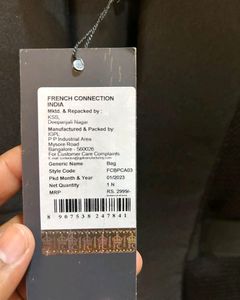 FRENCH CONNECTION
INDIA
Mktd. & Repacked by :
KSS,
Deepanjali Nagar
Manufactured & Packed by
IGPL
P P Industrial Area
Mysore Road
Bangalore - 560026
For Customer Care Complaints
Generic Name Bag
Style Code FCBPCA03
Pkd Month & Year 01/2023
Net Quantity 1 N
MRP RS. 2999/-
8 907538 247841